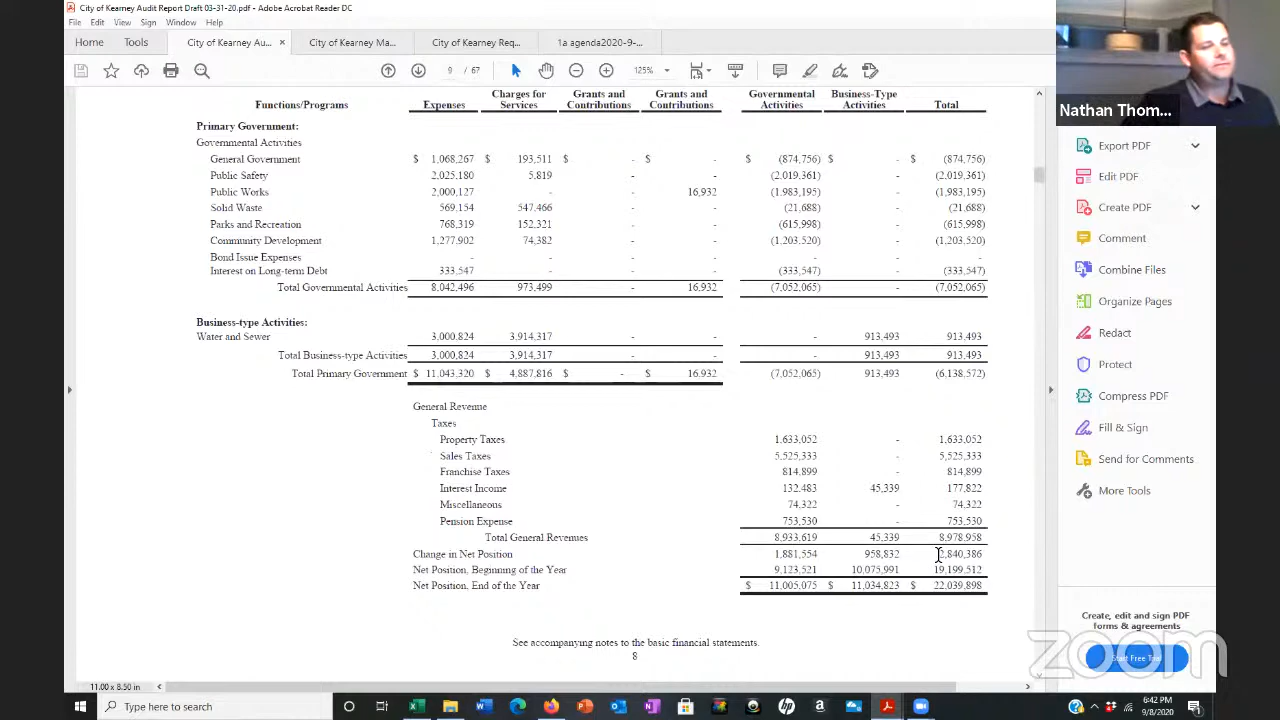 City of Kearney Audit Report Draft 03-31-20.pdf - Adobe Acrobat Reader DC
File Edit View Sign Window Help
Home Tools City of Kearney Au... × City of Kearney Ma... City of Kearney Req... 1a.agenda2020-9-...
9 / 67 125%
Nathan Thom...
Charges for Grants and Grants and Governmental Business-Type
Functions/Programs Expenses Services Contributions Contributions Activities Activities Total
Primary Government:
Governmental Activities
General Government $ 1,068,267 $ 193,511 $ - $ - $ (874,756) $ - $ (874,756)
Public Safety 2,025,180 5,819 - - (2,019,361) - (2,019,361)
Public Works 2,000,127 - - 16,932 (1,983,195) - (1,983,195)
Solid Waste 569,154 547,466 - - (21,688) - (21,688)
Parks and Recreation 768,319 152,321 - - (615,998) - (615,998)
Community Development 1,277,902 74,382 - - (1,203,520) - (1,203,520)
Bond Issue Expenses - - - - - - -
Interest on Long-term Debt 333,547 - - - (333,547) - (333,547)
Total Governmental Activities 8,042,496 973,499 - 16,932 (7,052,065) - (7,052,065)
Business-type Activities:
Water and Sewer 3,000,824 3,914,317 - - - 913,493 913,493
Total Business-type Activities 3,000,824 3,914,317 - - - 913,493 913,493
Total Primary Government $ 11,043,320 $ 4,887,816 $ - $ 16,932 (7,052,065) 913,493 (6,138,572)
General Revenue
Taxes
Property Taxes 1,633,052 - 1,633,052
Sales Taxes 5,525,333 - 5,525,333
Franchise Taxes 814,899 - 814,899
Interest Income 132,483 45,339 177,822
Miscellaneous 74,322 - 74,322
Pension Expense 753,530 - 753,530
Total General Revenues 8,933,619 45,339 8,978,958
Change in Net Position 1,881,554 958,832 2,840,386
Net Position, Beginning of the Year 9,123,521 10,075,991 19,199,512
Net Position, End of the Year $ 11,005,075 $ 11,034,823 $ 22,039,898
See accompanying notes to the basic financial statements.
8
11.00 x 8.50 in
Export PDF
Edit PDF
Create PDF
Comment
Combine Files
Organize Pages
Redact
Protect
Compress PDF
Fill & Sign
Send for Comments
More Tools
Create, edit and sign PDF
forms & agreements
Start Free Trial
zoom
Type here to search
6:42 PM
9/8/2020